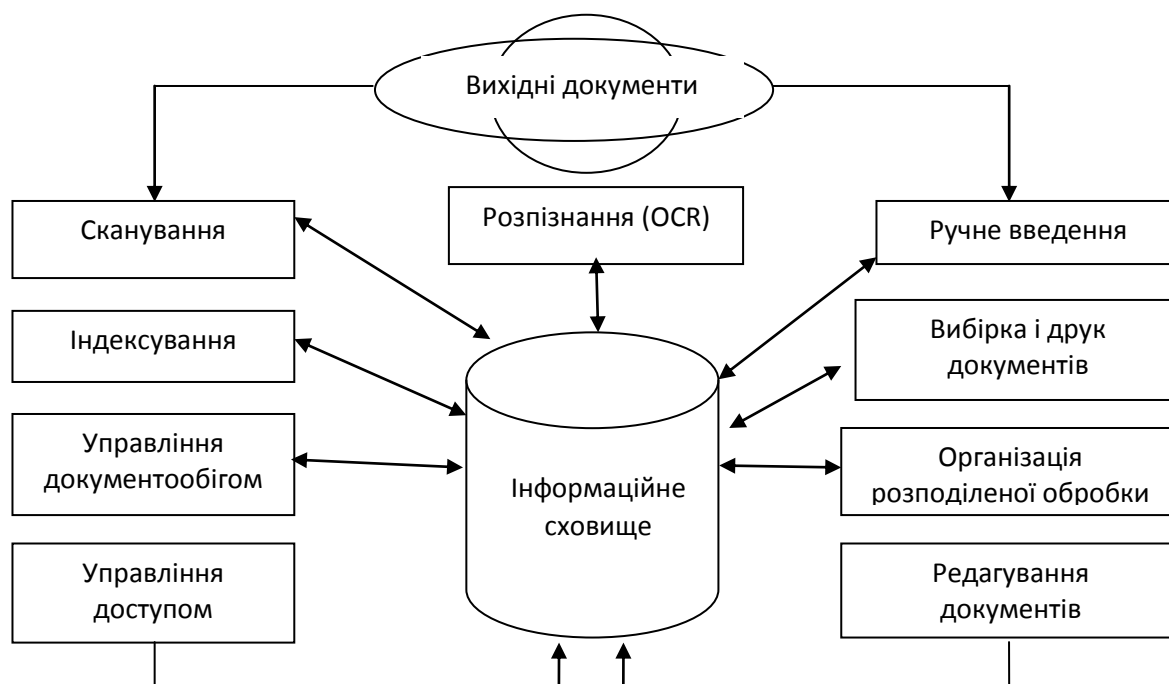 Вихідні документи
Сканування
Розпізнання (OCR)
Ручне введення
Індексування
Вибірка і друк
документів
Управління
документообігом
Інформаційне
сховище
Організація
розподіленої обробки
Управління
доступом
Редагування
документів